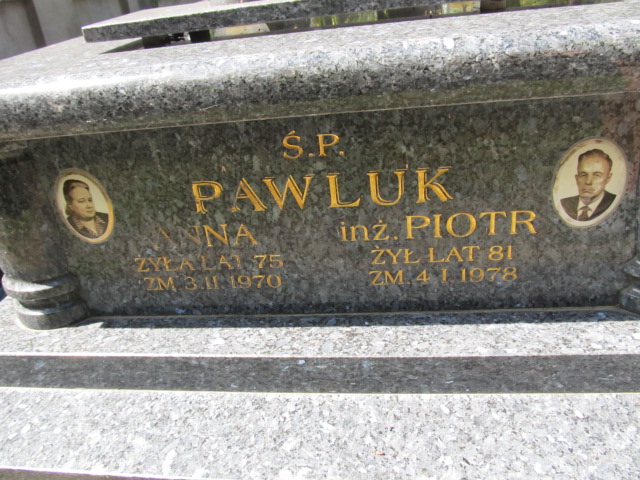 Ś.P.
PAWLUK
ANNA
ŻYŁA LAT 75
ZM. 3.II.1970
inż. PIOTR
ŻYŁ LAT 81
ZM. 4.I.1978